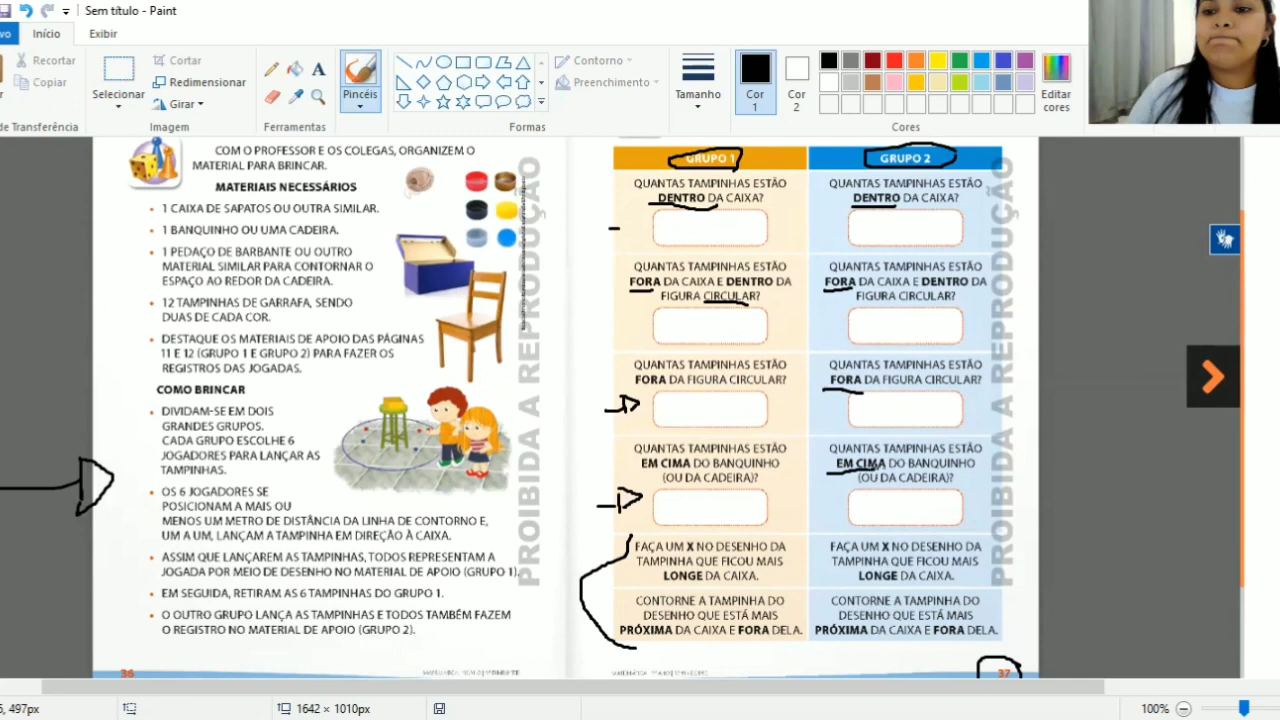 Sem título - Paint
Início
Exibir
Recortar
Copiar
Selecionar
Cortar
Redimensionar
Girar
Pincéis
Contorno
Preenchimento
Tamanho
Cor
1
Cor
2
Editar
cores
de Transferência
Imagem
Ferramentas
Formas
Cores
COM O PROFESSOR E OS COLEGAS, ORGANIZEM O
MATERIAL PARA BRINCAR.
MATERIAIS NECESSÁRIOS
• 1 CAIXA DE SAPATOS OU OUTRA SIMILAR.
• 1 BANQUINHO OU UMA CADEIRA.
• 1 PEDAÇO DE BARBANTE OU OUTRO
MATERIAL SIMILAR PARA CONTORNAR O
ESPAÇO AO REDOR DA CADEIRA.
• 12 TAMPINHAS DE GARRAFA, SENDO
DUAS DE CADA COR.
• DESTAQUE OS MATERIAIS DE APOIO DAS PÁGINAS
11 E 12 (GRUPO 1 E GRUPO 2) PARA FAZER OS
REGISTROS DAS JOGADAS.
COMO BRINCAR
• DIVIDAM-SE EM DOIS
GRANDES GRUPOS.
CADA GRUPO ESCOLHE 6
JOGADORES PARA LANÇAR AS
TAMPINHAS.
• OS 6 JOGADORES SE
POSICIONAM A MAIS OU
MENOS UM METRO DE DISTÂNCIA DA LINHA DE CONTORNO E,
UM A UM, LANÇAM A TAMPINHA EM DIREÇÃO À CAIXA.
• ASSIM QUE LANÇAREM AS TAMPINHAS, TODOS REPRESENTAM A
JOGADA POR MEIO DE DESENHO NO MATERIAL DE APOIO (GRUPO 1).
• EM SEGUIDA, RETIRAM AS 6 TAMPINHAS DO GRUPO 1.
• O OUTRO GRUPO LANÇA AS TAMPINHAS E TODOS TAMBÉM FAZEM
O REGISTRO NO MATERIAL DE APOIO (GRUPO 2).
PROIBIDA A REPRODUÇÃO
36
GRUPO 1
QUANTAS TAMPINHAS ESTÃO
DENTRO DA CAIXA?
QUANTAS TAMPINHAS ESTÃO
FORA DA CAIXA E DENTRO DA
FIGURA CIRCULAR?
QUANTAS TAMPINHAS ESTÃO
FORA DA FIGURA CIRCULAR?
QUANTAS TAMPINHAS ESTÃO
EM CIMA DO BANQUINHO
(OU DA CADEIRA)?
FAÇA UM X NO DESENHO DA
TAMPINHA QUE FICOU MAIS
LONGE DA CAIXA.
CONTORNE A TAMPINHA DO
DESENHO QUE ESTÁ MAIS
PRÓXIMA DA CAIXA E FORA DELA.
GRUPO 2
QUANTAS TAMPINHAS ESTÃO
DENTRO DA CAIXA?
QUANTAS TAMPINHAS ESTÃO
FORA DA CAIXA E DENTRO DA
FIGURA CIRCULAR?
QUANTAS TAMPINHAS ESTÃO
FORA DA FIGURA CIRCULAR?
QUANTAS TAMPINHAS ESTÃO
EM CIMA DO BANQUINHO
(OU DA CADEIRA)?
FAÇA UM X NO DESENHO DA
TAMPINHA QUE FICOU MAIS
LONGE DA CAIXA.
CONTORNE A TAMPINHA DO
DESENHO QUE ESTÁ MAIS
PRÓXIMA DA CAIXA E FORA DELA.
PROIBIDA A REPRODUÇÃO
37
497px
1642 × 1010px
100%